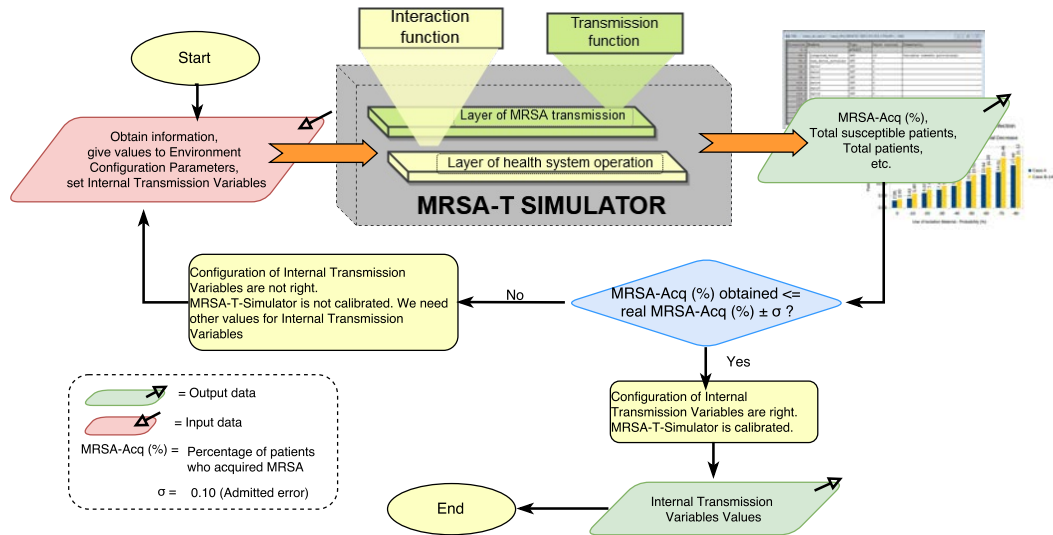 Interaction
function
Transmission
function
Start
Obtain information,
give values to Environment
Configuration Parameters,
set Internal Transmission Variables
Layer of MRSA transmission
Layer of health system operation
MRSA-T SIMULATOR
MRSA-Acq (%),
Total susceptible patients,
Total patients,
etc.
Configuration of Internal Transmission
Variables are not right.
MRSA-T-Simulator is not calibrated. We need
other values for Internal Transmission
Variables
No
MRSA-Acq (%) obtained <=
real MRSA-Acq (%) ± σ ?
Yes
Configuration of Internal
Transmission Variables are right.
MRSA-T-Simulator is calibrated.
= Output data
= Input data
MRSA-Acq (%) = Percentage of patients
who acquired MRSA
σ = 0.10 (Admitted error)
End
Internal Transmission
Variables Values